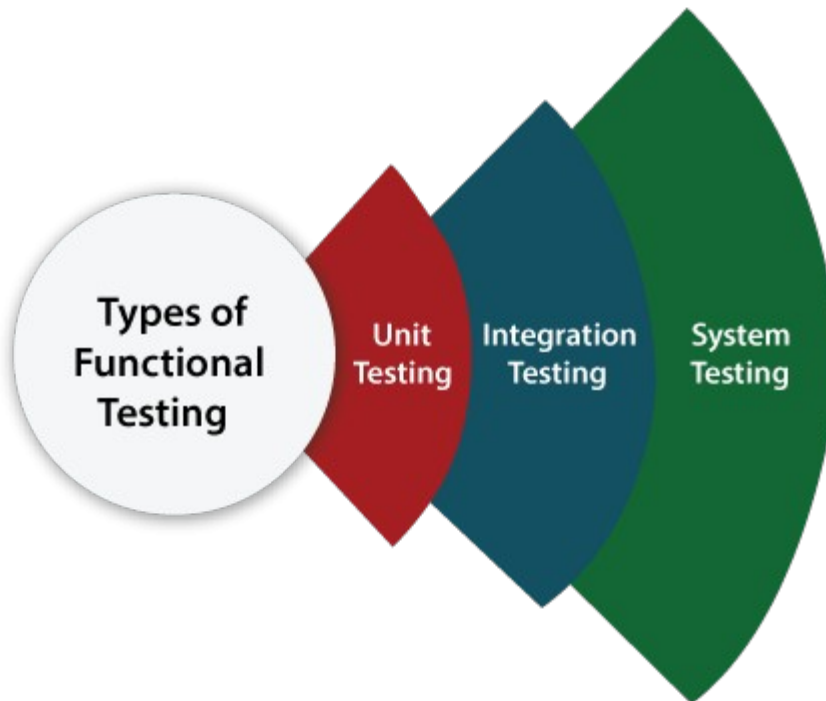 Types of
Functional
Testing
Unit
Testing
Integration
Testing
System
Testing